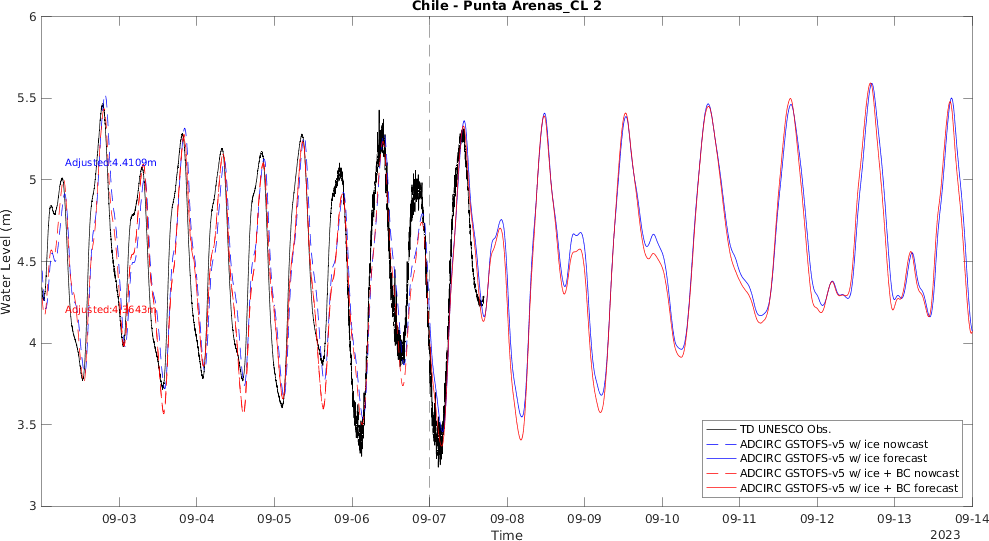 Chile - Punta Arenas_CL 2
Water Level (m)
6
5.5
5
4.5
4
3.5
3
Adjusted:4.4109m
Adjusted:4.3643m
TD UNESCO Obs.
ADCIRC GSTOFS-v5 w/ ice nowcast
ADCIRC GSTOFS-v5 w/ ice forecast
ADCIRC GSTOFS-v5 w/ ice + BC nowcast
ADCIRC GSTOFS-v5 w/ ice + BC forecast
09-03 09-04 09-05 09-06 09-07 09-08 09-09 09-10 09-11 09-12 09-13 09-14
Time
2023